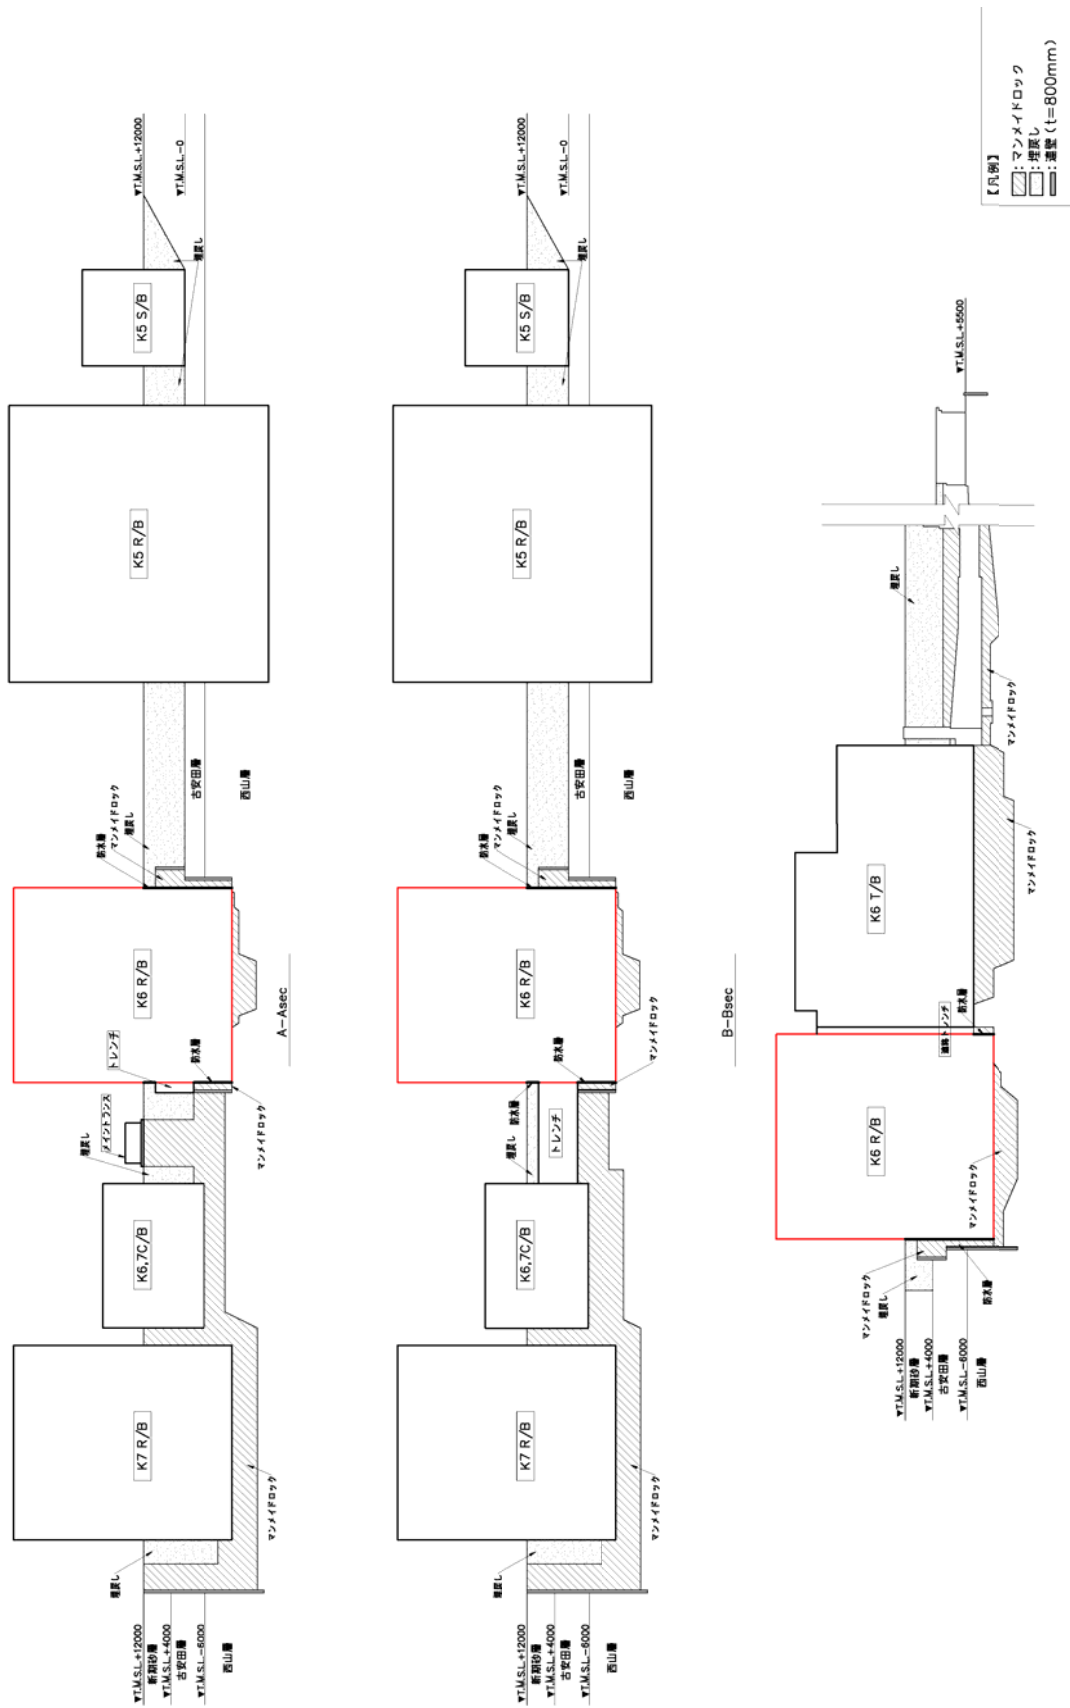 ▼T.M.S.L.+12000
新期砂層
▼T.M.S.L.+4000
古安田層
▼T.M.S.L.-6000
西山層
埋戻し
K7 R/B
マンメイドロック
K6,7C/B
埋戻し
メイントランス
トレンチ
防水層
マンメイドロック
K6 R/B
防水層
マンメイドロック
埋戻し
古安田層
西山層
K5 R/B
K5 S/B
埋戻し
▼T.M.S.L.+12000
▼T.M.S.L.-0
A-Asec
▼T.M.S.L.+12000
新期砂層
▼T.M.S.L.+4000
古安田層
▼T.M.S.L.-6000
西山層
埋戻し
K7 R/B
マンメイドロック
K6,7C/B
埋戻し
防水層
トレンチ
防水層
マンメイドロック
K6 R/B
防水層
マンメイドロック
埋戻し
古安田層
西山層
K5 R/B
K5 S/B
埋戻し
▼T.M.S.L.+12000
▼T.M.S.L.-0
B-Bsec
▼T.M.S.L.+12000
新期砂層
▼T.M.S.L.+4000
古安田層
▼T.M.S.L.-6000
西山層
マンメイドロック
埋戻し
防水層
K6 R/B
マンメイドロック
連絡トレンチ
防水層
K6 T/B
マンメイドロック
マンメイドロック
埋戻し
▼T.M.S.L.+5500
【凡例】
:マンメイドロック
:埋戻し
:連壁(t=800mm)